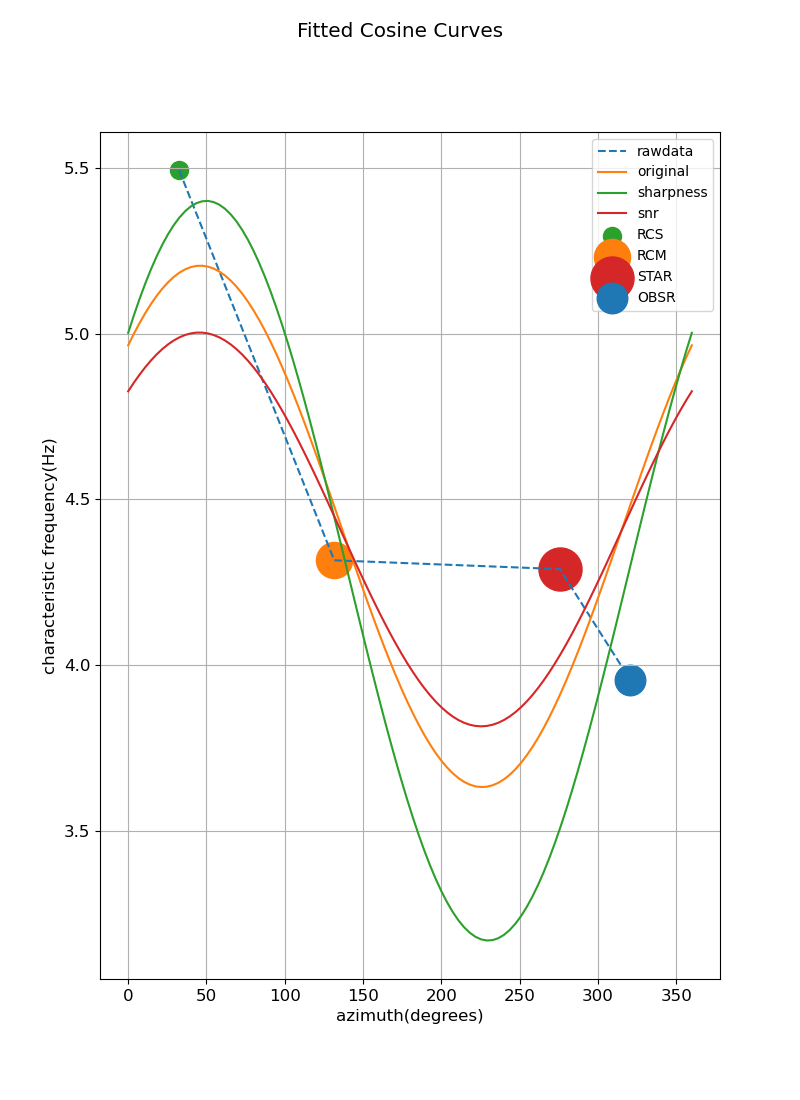 Fitted Cosine Curves
rawdata
original
sharpness
snr
RCS
RCM
STAR
OBSR
characteristic frequency(Hz)
5.5
5.0
4.5
4.0
3.5
0 50 100 150 200 250 300 350
azimuth(degrees)